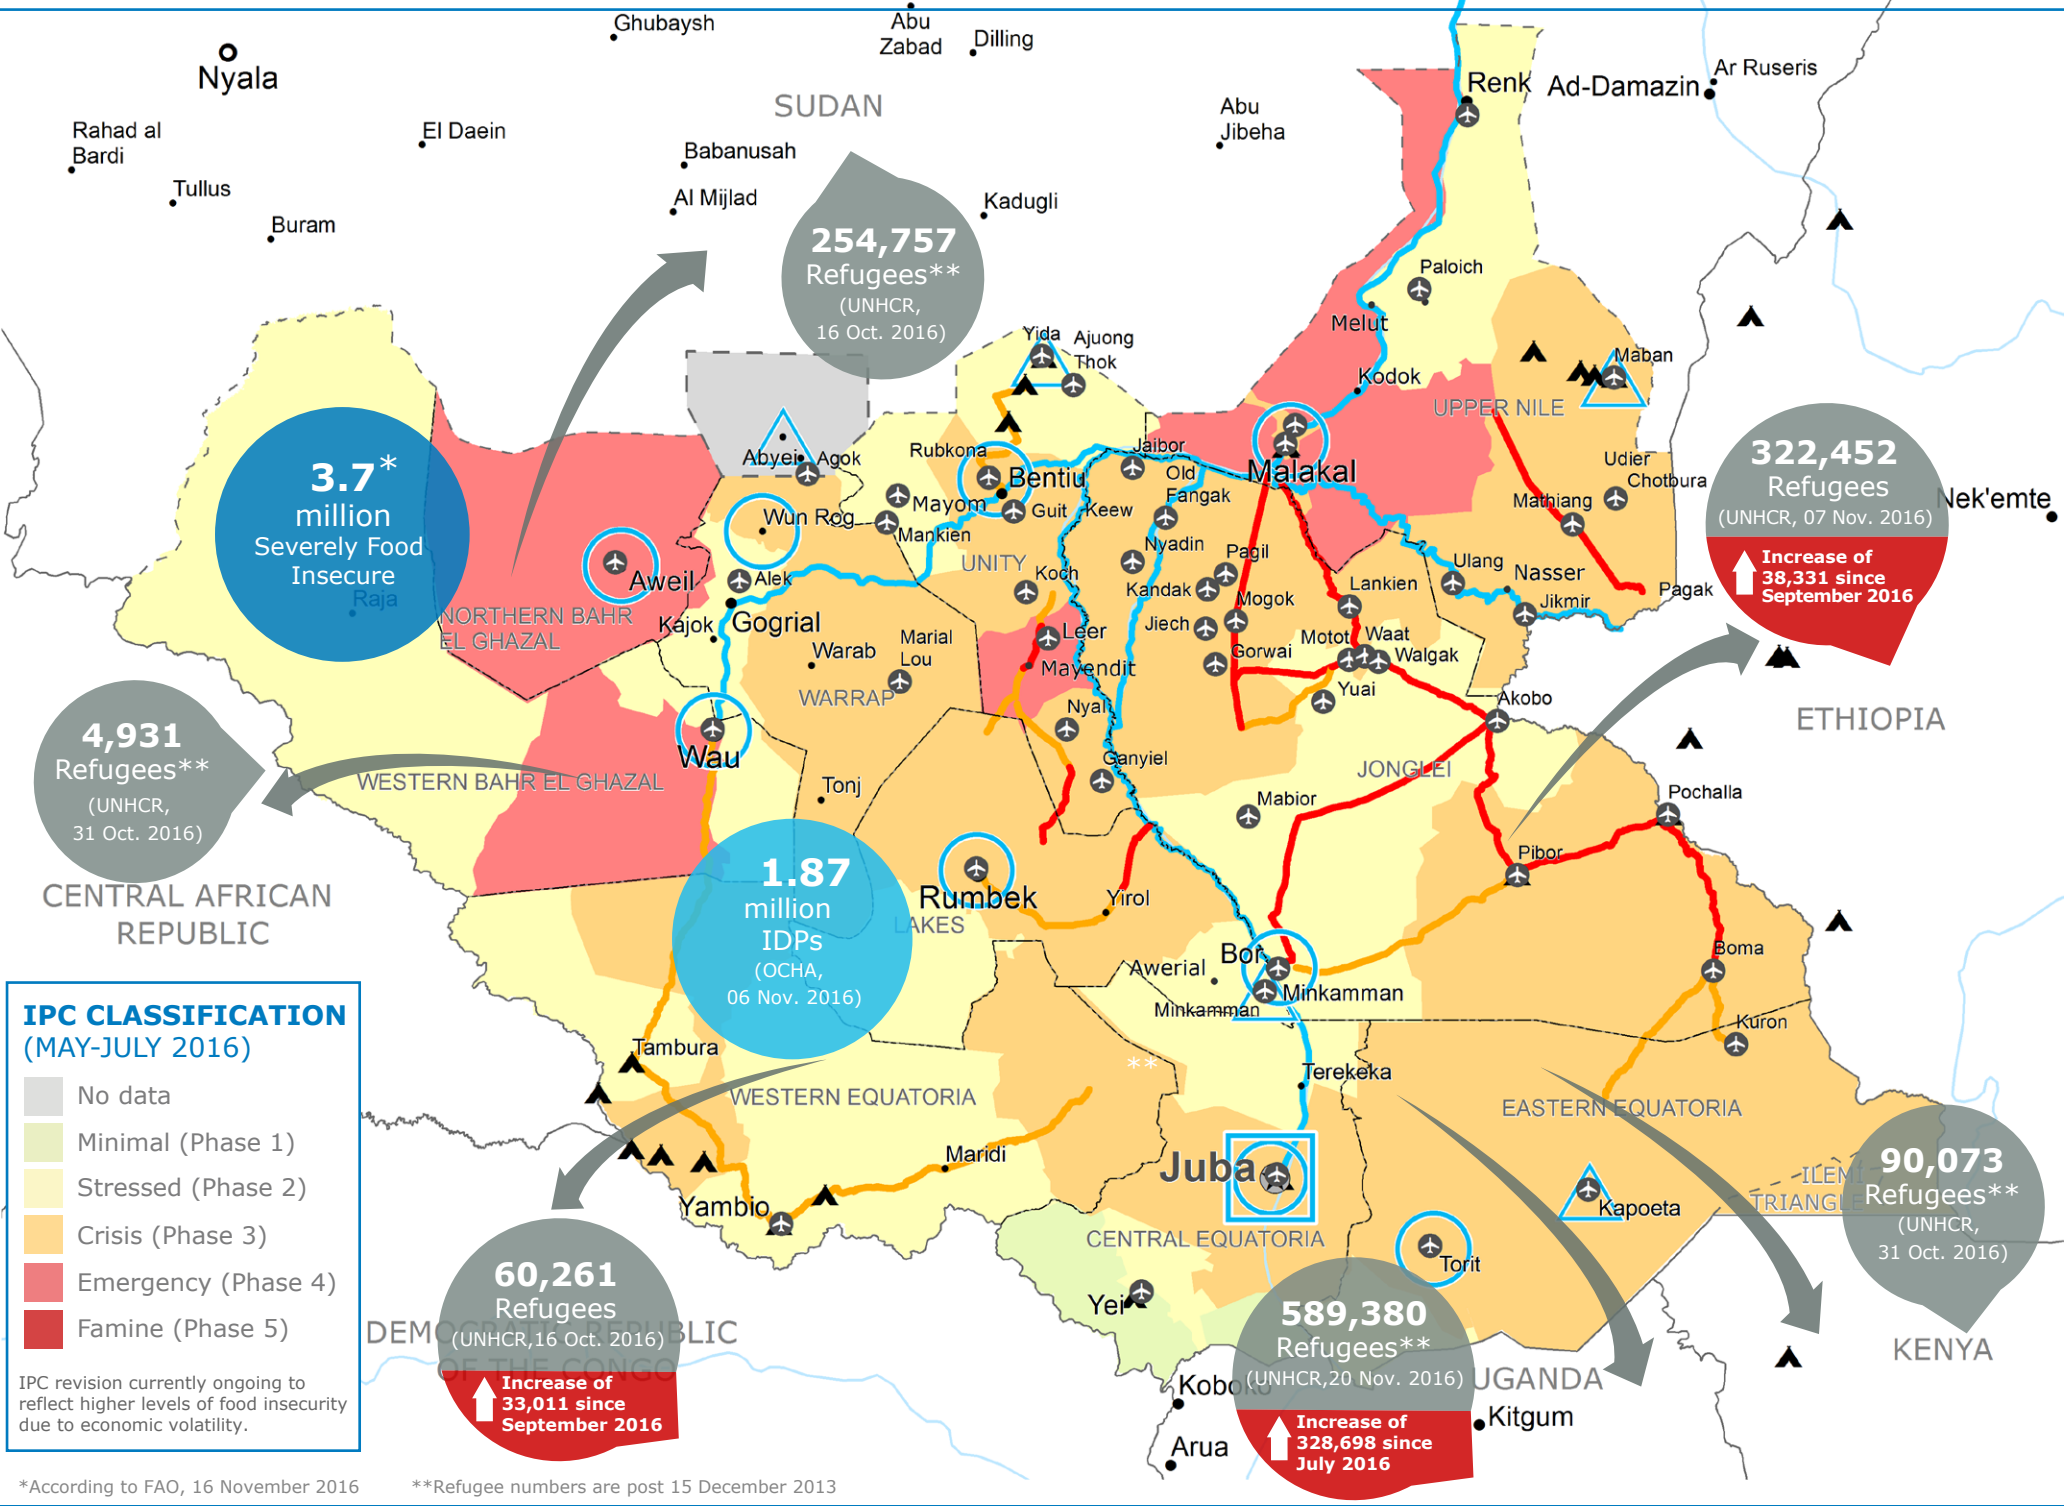 Ghubaysh
Abu
Zabad
Dilling
Nyala
SUDAN
Renk
Ad-Damazin
Ar Ruseris
Rahad al
Bardi
El Daein
Abu
Jibeha
Babanusah
Tullus
Al Mijlad
Kadugli
Buram
254,757
Refugees**
(UNHCR,
16 Oct. 2016)
Paloich
Melut
Yida
Ajuong
Thok
Maban
Kodok
UPPER NILE
3.7*
million
Severely Food
Insecure
Raja
Abyei
Agok
Rubkona
Bentiu
Jaibor
Old
Fangak
Malakal
Udier
Chotbura
Mathiang
322,452
Refugees
(UNHCR, 07 Nov. 2016)
Increase of
38,331 since
September 2016
Nek'emte
Wun Rog
Mayom
Guit
Keew
Mankien
Nyadin
UNITY
Pagil
Ulang
Nasser
Aweil
Alek
Koch
Kandak
Lankien
Pagak
NORTHERN BAHR
EL GHAZAL
Kajok
Gogrial
Mogok
Jikmir
Jiech
Leer
Marial
Lou
Warab
Motot
Waat
Gorwai
Walgak
Mayendit
WARRAP
Yuai
Akobo
Nyal
4,931
Refugees**
(UNHCR,
31 Oct. 2016)
ETHIOPIA
Wau
Ganyiel
JONGLEI
WESTERN BAHR EL GHAZAL
Tonj
Mabior
Pochalla
Pibor
1.87
million
IDPs
(OCHA,
06 Nov. 2016)
CENTRAL AFRICAN
REPUBLIC
Rumbek
LAKES
Yirol
Bor
Boma
Awerial
Minkamman
Minkamman
Kuron
IPC CLASSIFICATION
(MAY-JULY 2016)
No data
Minimal (Phase 1)
Stressed (Phase 2)
Crisis (Phase 3)
Emergency (Phase 4)
Famine (Phase 5)
IPC revision currently ongoing to
reflect higher levels of food insecurity
due to economic volatility.
Tambura
**
Terekeka
WESTERN EQUATORIA
EASTERN EQUATORIA
Maridi
Juba
90,073
Refugees**
(UNHCR,
31 Oct. 2016)
ILEMI
TRIANGLE
Yambio
Kapoeta
CENTRAL EQUATORIA
Torit
60,261
Refugees
(UNHCR,16 Oct. 2016)
Increase of
33,011 since
September 2016
Yei
589,380
Refugees**
(UNHCR,20 Nov. 2016)
Increase of
328,698 since
July 2016
DEMOCRATIC REPUBLIC
OF THE CONGO
KENYA
Koboko
UGANDA
Kitgum
Arua
*According to FAO, 16 November 2016
**Refugee numbers are post 15 December 2013